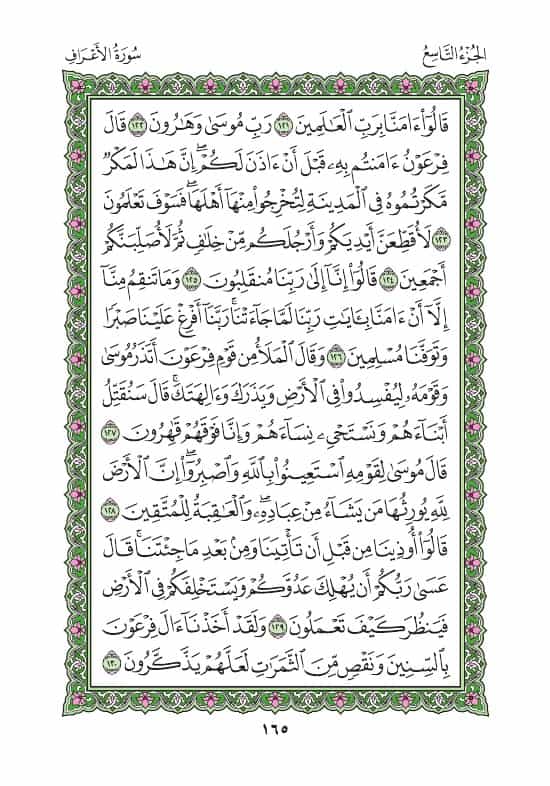 الجُزْءُ التَّاسِعُ
سُورَةُ الأَعْرَافِ
قَالُوٓا۟ ءَامَنَّا بِرَبِّ ٱلْعَٰلَمِينَ ١٢١ رَبِّ مُوسَىٰ وَهَٰرُونَ ١٢٢ قَالَ
فِرْعَوْنُ ءَامَنتُم بِهِۦ قَبْلَ أَنْ ءَاذَنَ لَكُمْ ۖ إِنَّ هَٰذَا لَمَكْرٌ
مَّكَرْتُمُوهُ فِى ٱلْمَدِينَةِ لِتُخْرِجُوا۟ مِنْهَآ أَهْلَهَا ۖ فَسَوْفَ تَعْلَمُونَ
١٢٣ لَأُقَطِّعَنَّ أَيْدِيَكُمْ وَأَرْجُلَكُم مِّنْ خِلَٰفٍ ثُمَّ لَأُصَلِّبَنَّكُمْ
أَجْمَعِينَ ١٢٤ قَالُوٓا۟ إِنَّآ إِلَىٰ رَبِّنَا مُنقَلِبُونَ ١٢٥ وَمَا تَنقِمُ مِنَّآ
إِلَّآ أَنْ ءَامَنَّا بِـَٔايَٰتِ رَبِّنَا لَمَّا جَآءَتْنَا ۚ رَبَّنَآ أَفْرِغْ عَلَيْنَا صَبْرًا
وَتَوَفَّنَا مُسْلِمِينَ ١٢٦ وَقَالَ ٱلْمَلَأُ مِن قَوْمِ فِرْعَوْنَ أَتَذَرُ مُوسَىٰ
وَقَوْمَهُۥ لِيُفْسِدُوا۟ فِى ٱلْأَرْضِ وَيَذَرَكَ وَءَالِهَتَكَ ۚ قَالَ سَنُقَتِّلُ
أَبْنَآءَهُمْ وَنَسْتَحْىِۦ نِسَآءَهُمْ وَإِنَّا فَوْقَهُمْ قَٰهِرُونَ ١٢٧
قَالَ مُوسَىٰ لِقَوْمِهِ ٱسْتَعِينُوا۟ بِٱللَّهِ وَٱصْبِرُوٓا۟ ۖ إِنَّ ٱلْأَرْضَ
لِلَّهِ يُورِثُهَا مَن يَشَآءُ مِنْ عِبَادِهِۦ ۖ وَٱلْعَٰقِبَةُ لِلْمُتَّقِينَ ١٢٨
قَالُوٓا۟ أُوذِينَا مِن قَبْلِ أَن تَأْتِيَنَا وَمِنۢ بَعْدِ مَا جِئْتَنَا ۚ قَالَ
عَسَىٰ رَبُّكُمْ أَن يُهْلِكَ عَدُوَّكُمْ وَيَسْتَخْلِفَكُمْ فِى ٱلْأَرْضِ
فَيَنظُرَ كَيْفَ تَعْمَلُونَ ١٢٩ وَلَقَدْ أَخَذْنَآ ءَالَ فِرْعَوْنَ
بِٱلسِّنِينَ وَنَقْصٍ مِّنَ ٱلثَّمَرَٰتِ لَعَلَّهُمْ يَذَّكَّرُونَ ١٣٠
١٦٥